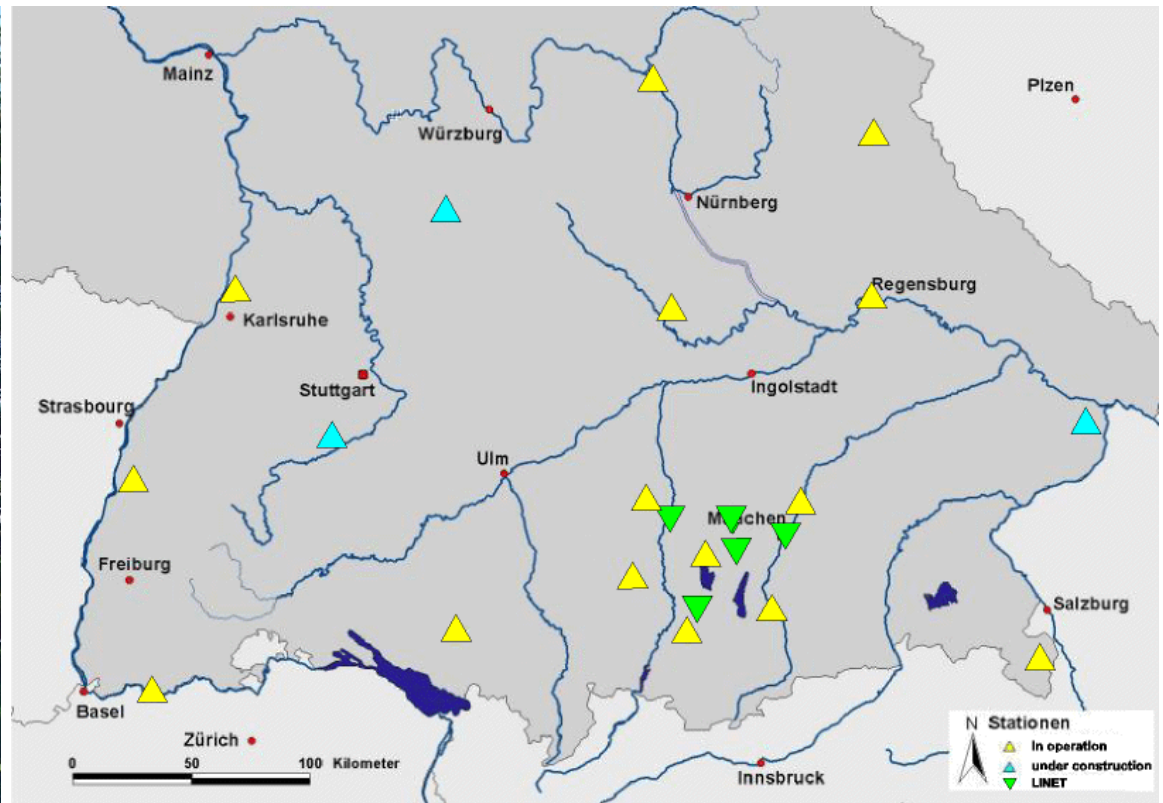 Mainz
Plzen
Würzburg
Nürnberg
Regensburg
Karlsruhe
Stuttgart
Ingolstadt
Strasbourg
Ulm
Freiburg
Salzburg
Basel
Zürich
0 50 100 Kilometer
Innsbruck
N Stationen
In operation
under construction
LINET